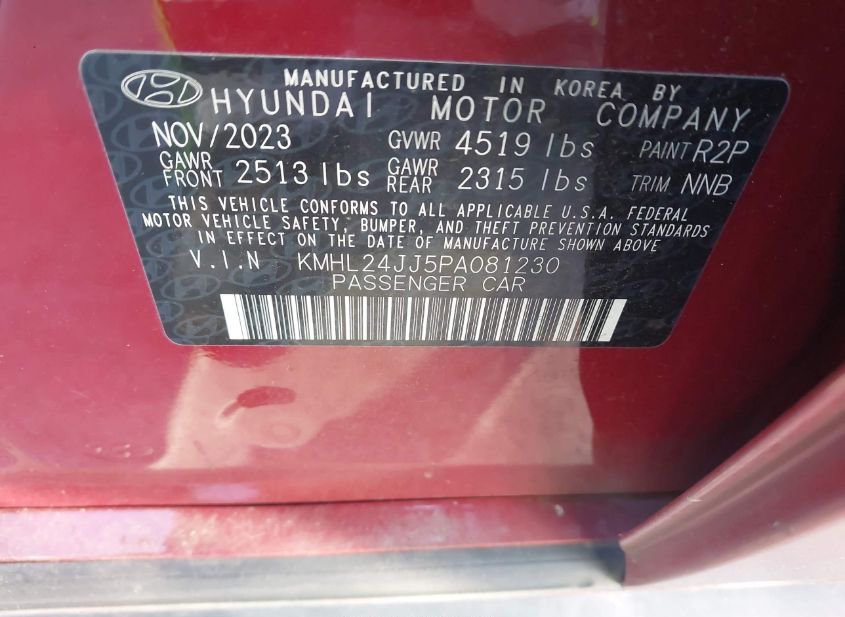 MANUFACTURED IN KOREA BY
HYUNDAI MOTOR COMPANY
NOV/2023 GVWR 4519 lbs PAINT R2P
GAWR FRONT 2513 lbs GAWR REAR 2315 lbs TRIM NNB
THIS VEHICLE CONFORMS TO ALL APPLICABLE U.S.A. FEDERAL
MOTOR VEHICLE SAFETY, BUMPER, AND THEFT PREVENTION STANDARDS
IN EFFECT ON THE DATE OF MANUFACTURE SHOWN ABOVE
V.I.N KMHL24JJ5PA081230
PASSENGER CAR